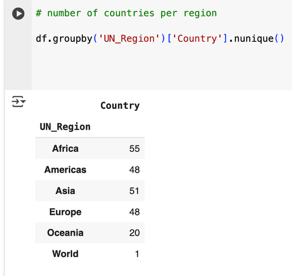 # number of countries per region
df.groupby('UN_Region')['Country'].nunique()
Country
UN_Region
Africa 55
Americas 48
Asia 51
Europe 48
Oceania 20
World 1